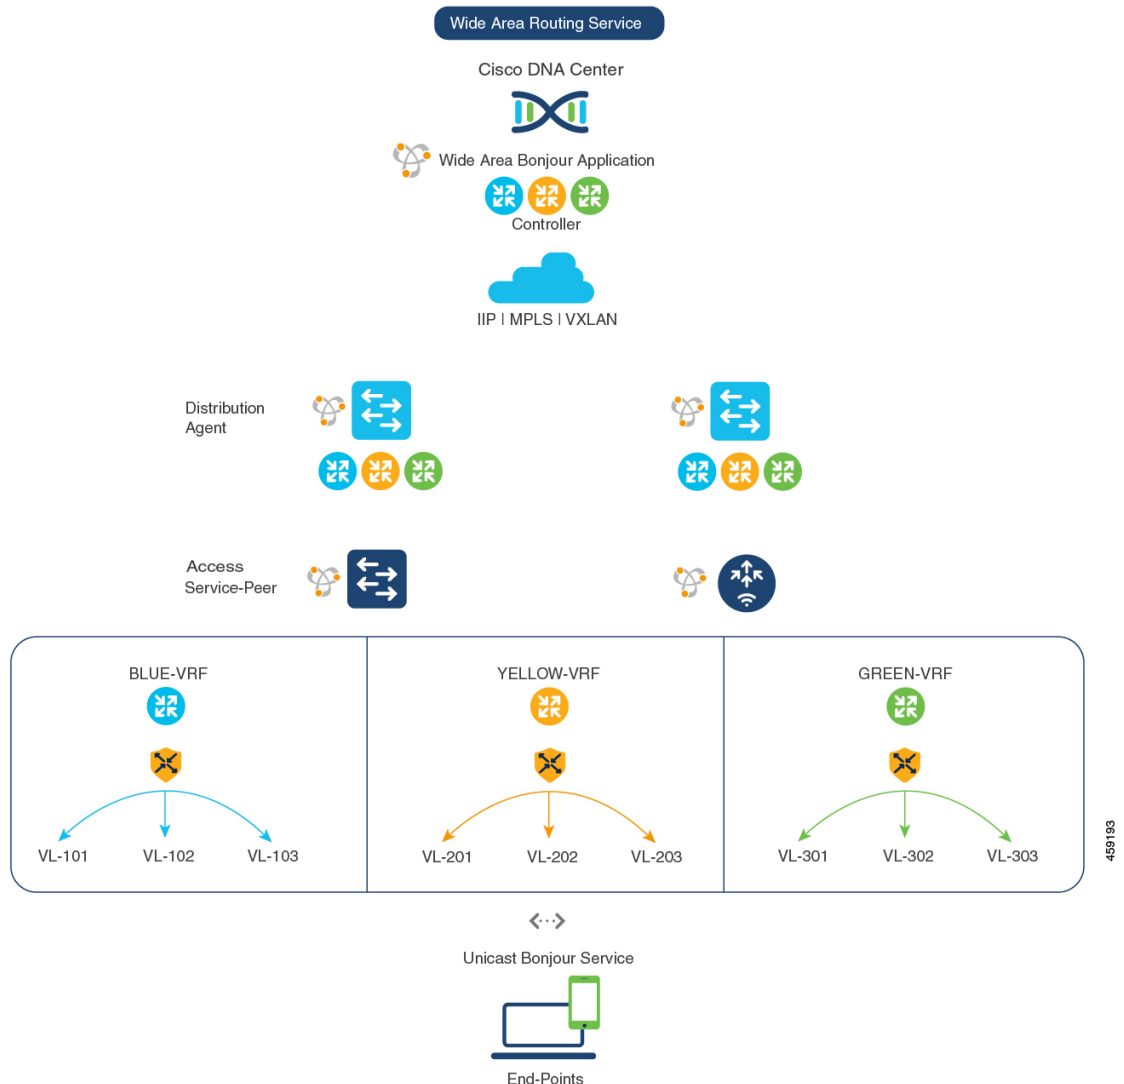 Wide Area Routing Service
Cisco DNA Center
Wide Area Bonjour Application
Controller
IIP | MPLS | VXLAN
Distribution
Agent
Access
Service-Peer
BLUE-VRF
YELLOW-VRF
GREEN-VRF
VL-101
VL-102
VL-103
VL-201
VL-202
VL-203
VL-301
VL-302
VL-303
459193
Unicast Bonjour Service
End-Points